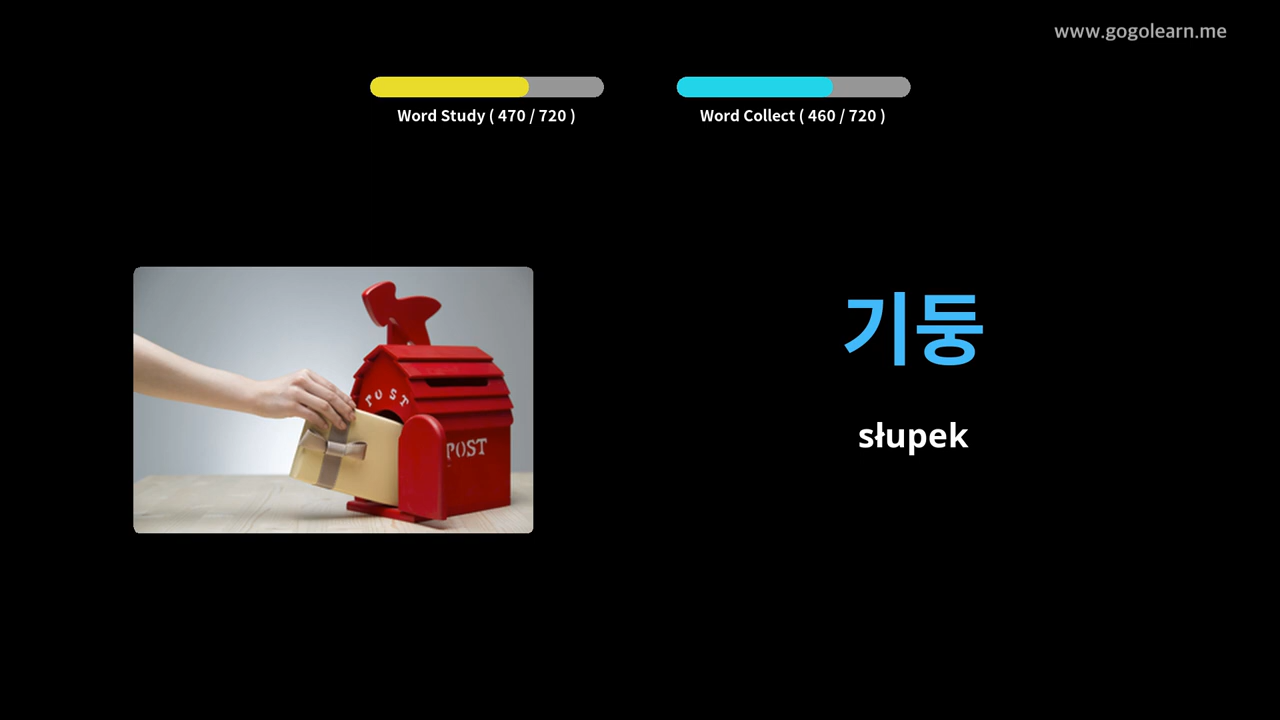 www.gogolearn.me
Word Study ( 470 / 720 )
Word Collect ( 460 / 720 )
POST
POST
기둥
słupek